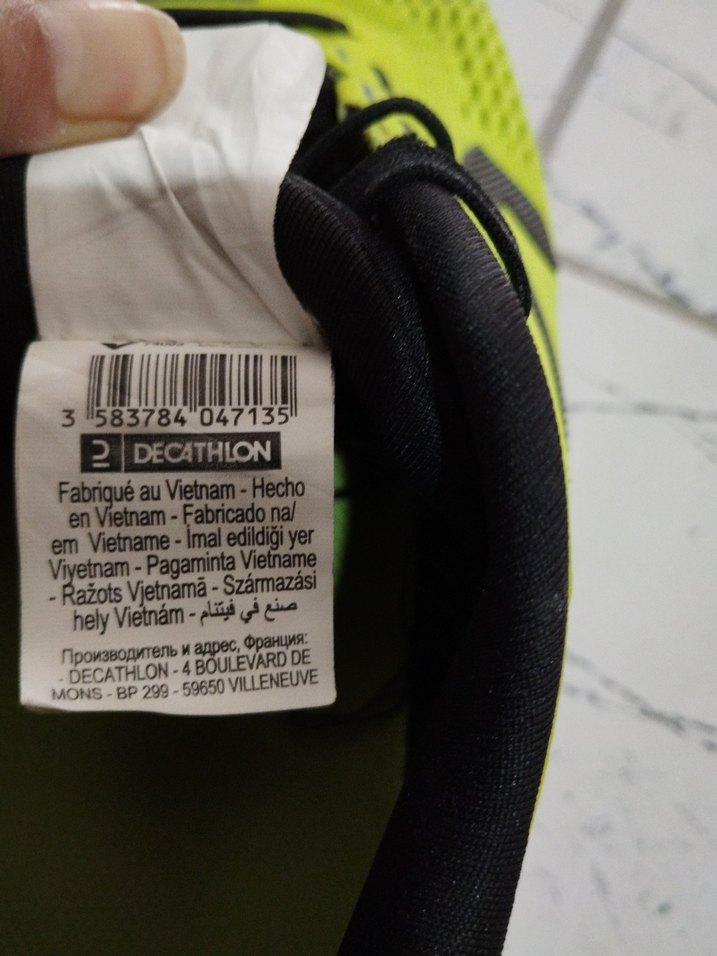 3 583784 047135
DECATHLON
Fabriqué au Vietnam - Hecho
en Vietnam - Fabricado na/
em Vietname - İmal edildiği yer
Viyetnam - Pagaminta Vietname
- Ražots Vjetnamā - Származási
hely Vietnám - صنع في فيتنام
Производитель и адрес, Франция:
- DECATHLON - 4 BOULEVARD DE
MONS - BP 299 - 59650 VILLENEUVE